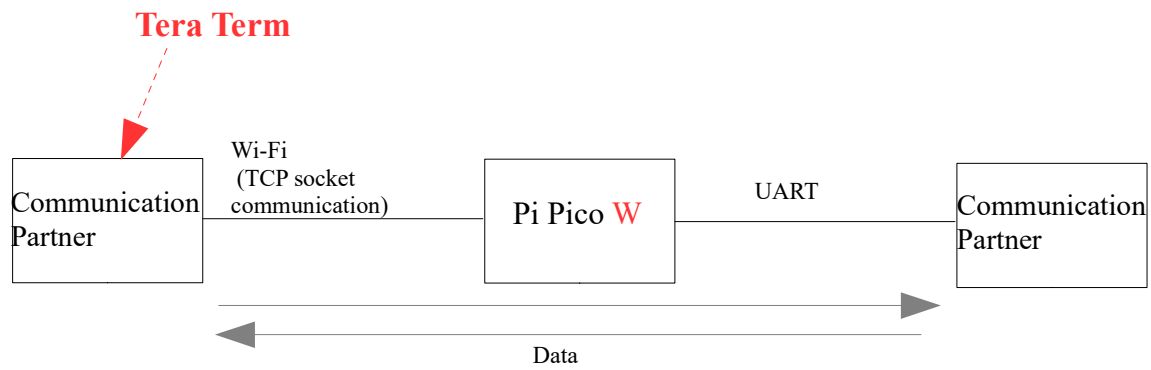 Tera Term
Wi-Fi
(TCP socket
communication)
Communication
Partner
Pi Pico W
UART
Communication
Partner
Data